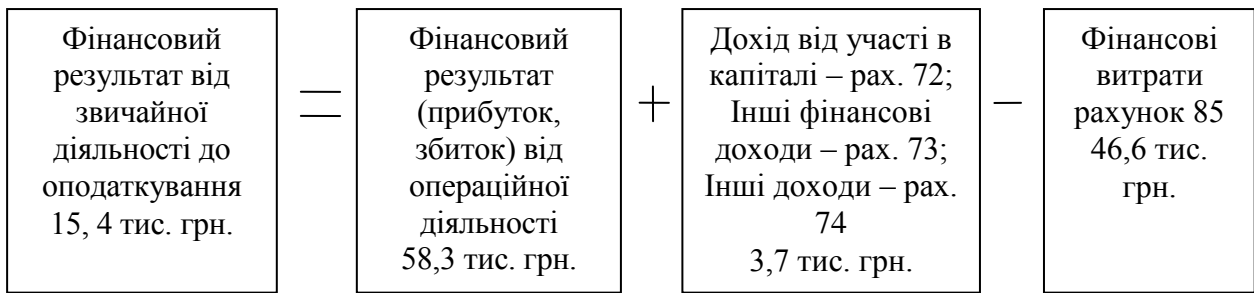 Фінансовий
результат від
звичайної
діяльності до
оподаткування
15, 4 тис. грн.
=
Фінансовий
результат
(прибуток,
збиток) від
операційної
діяльності
58,3 тис. грн.
+
Дохід від участі в
капіталі – рах. 72;
Інші фінансові
доходи – рах. 73;
Інші доходи – рах.
74
3,7 тис. грн.
–
Фінансові
витрати
рахунок 85
46,6 тис.
грн.